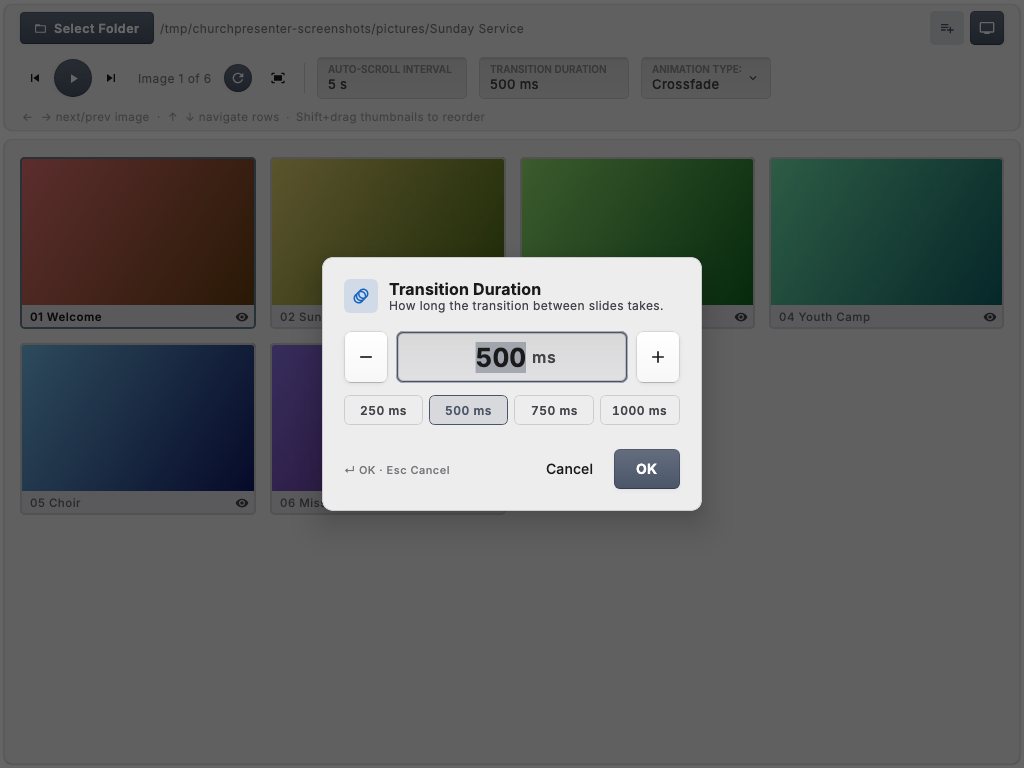 Select Folder /tmp/churchpresenter-screenshots/pictures/Sunday Service
Image 1 of 6
AUTO-SCROLL INTERVAL
5 s
TRANSITION DURATION
500 ms
ANIMATION TYPE:
Crossfade
← → next/prev image · ↑ ↓ navigate rows · Shift+drag thumbnails to reorder
01 Welcome
02 Sun
04 Youth Camp
05 Choir
06 Miss
Transition Duration
How long the transition between slides takes.
− 500 ms +
250 ms 500 ms 750 ms 1000 ms
↵ OK · Esc Cancel Cancel OK